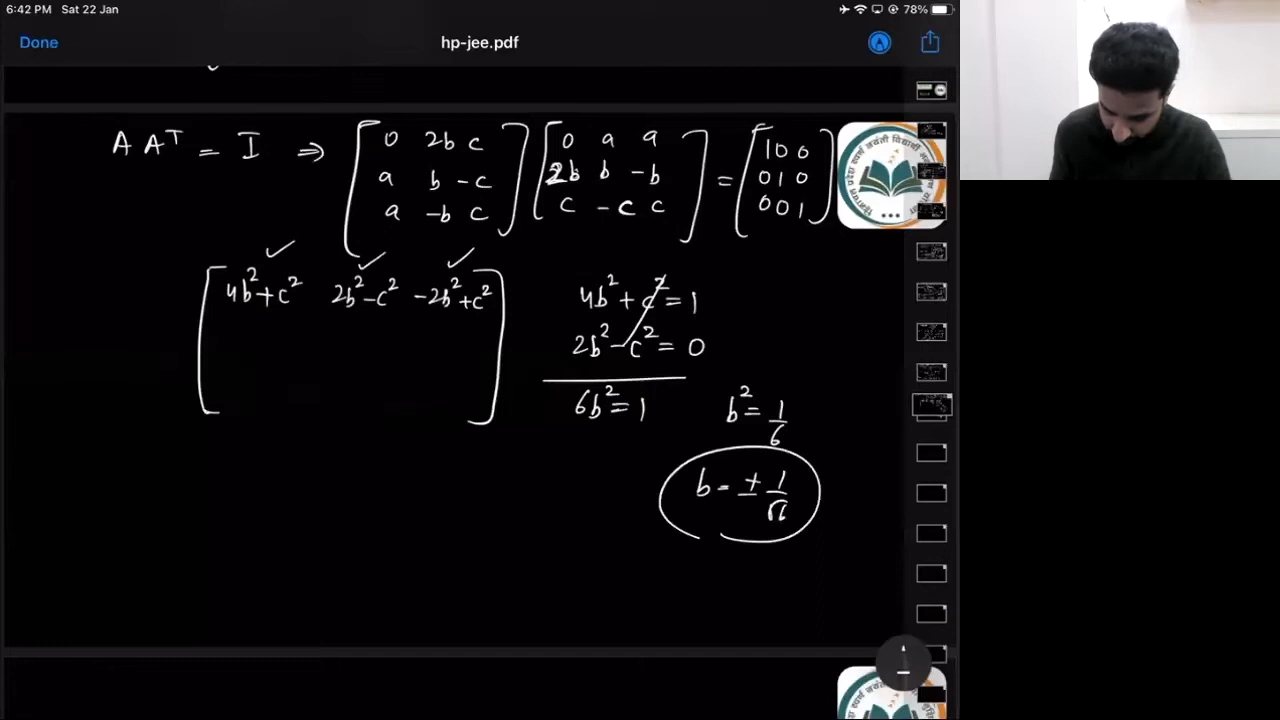 6:42 PM Sat 22 Jan 78%
Done hp-jee.pdf
A Aᵀ = I ⇒ [0 2b c; a b -c; a -b c] [0 a a; 2b b -b; c -c c] = [1 0 0; 0 1 0; 0 0 1]
[4b²+c² 2b²-c² -2b²+c²]
4b² + c² = 1
2b² - c² = 0
6b² = 1
b² = 1/6
b = ± 1/√6